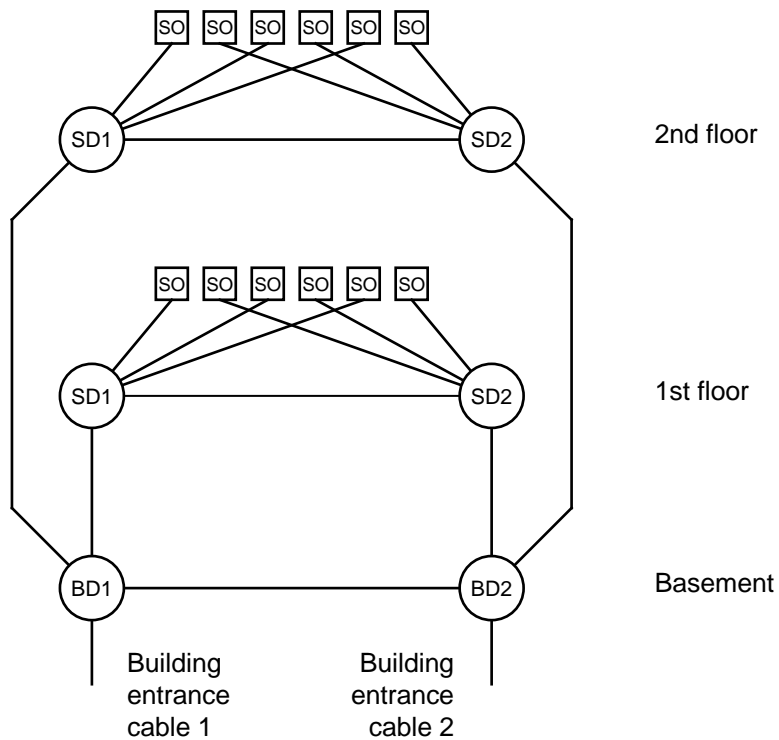 SO SO SO SO SO SO
SD1 SD2 2nd floor
SO SO SO SO SO SO
SD1 SD2 1st floor
BD1 BD2 Basement
Building
entrance
cable 1
Building
entrance
cable 2